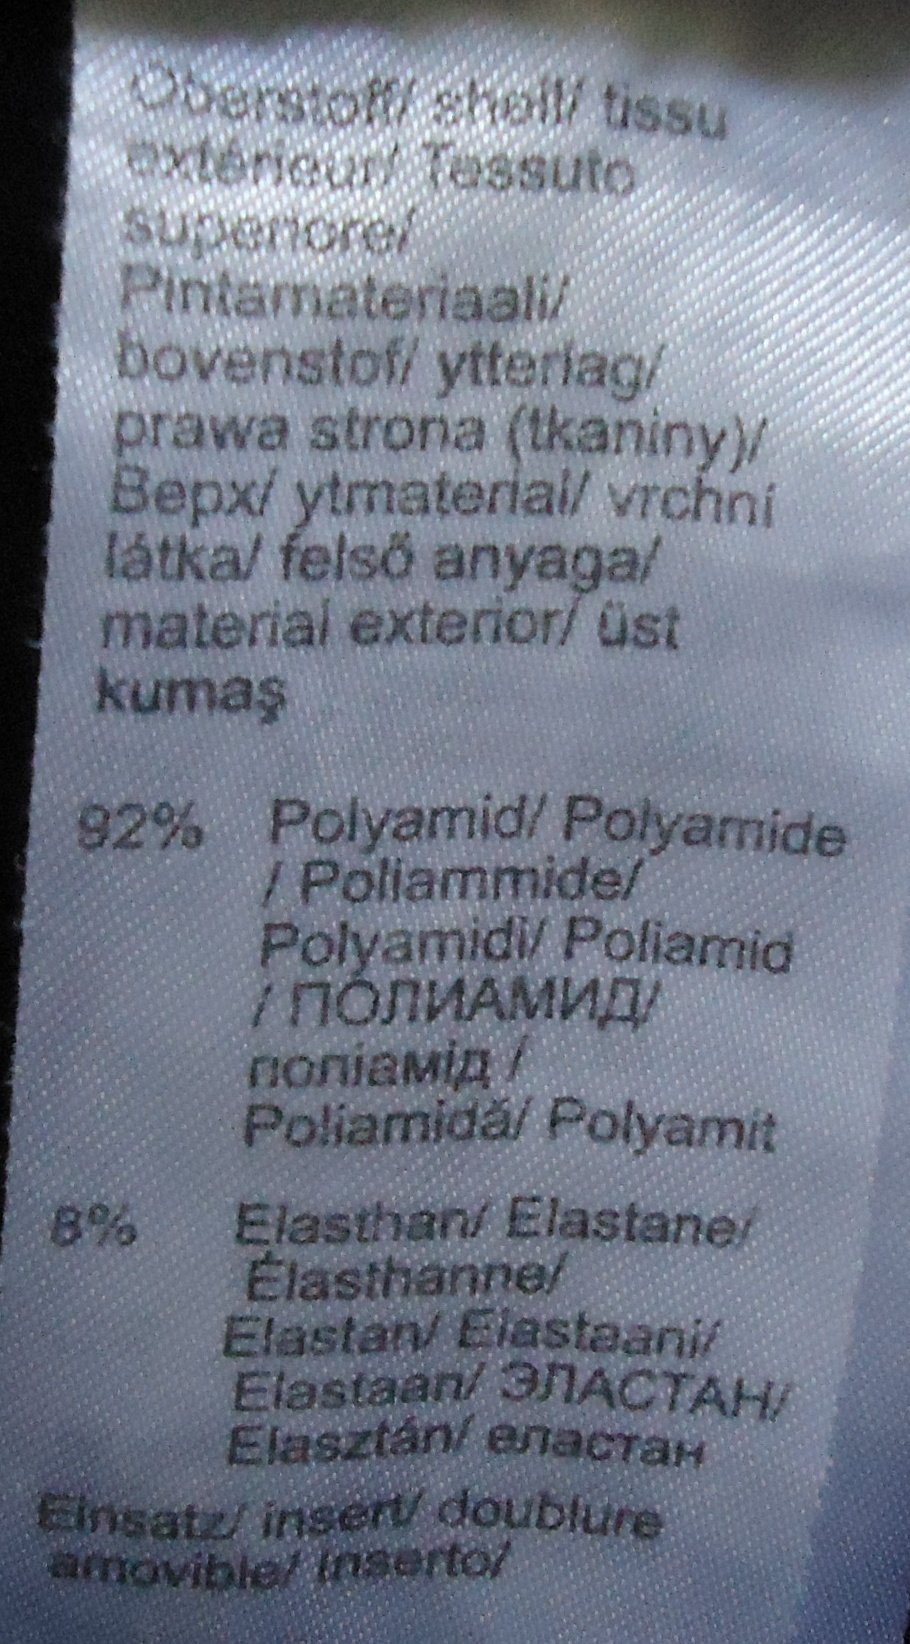 Oberstoff/ shell/ tissu
extérieur/ Tessuto
superiore/
Pintamateriaali/
bovenstof/ ytterlag/
prawa strona (tkaniny)/
Верх/ ytmaterial/ vrchní
látka/ felső anyaga/
material exterior/ üst
kumaş
92% Polyamid/ Polyamide
/ Poliammide/
Polyamidi/ Poliamid
/ ПОЛИАМИД/
поліамід /
Poliamidă/ Polyamit
8% Elasthan/ Elastane/
Élasthanne/
Elastan/ Elastaani/
Elastaan/ ЭЛАСТАН/
Elasztán/ еластан
Einsatz/ insert/ doublure
amovible/ Inserto/